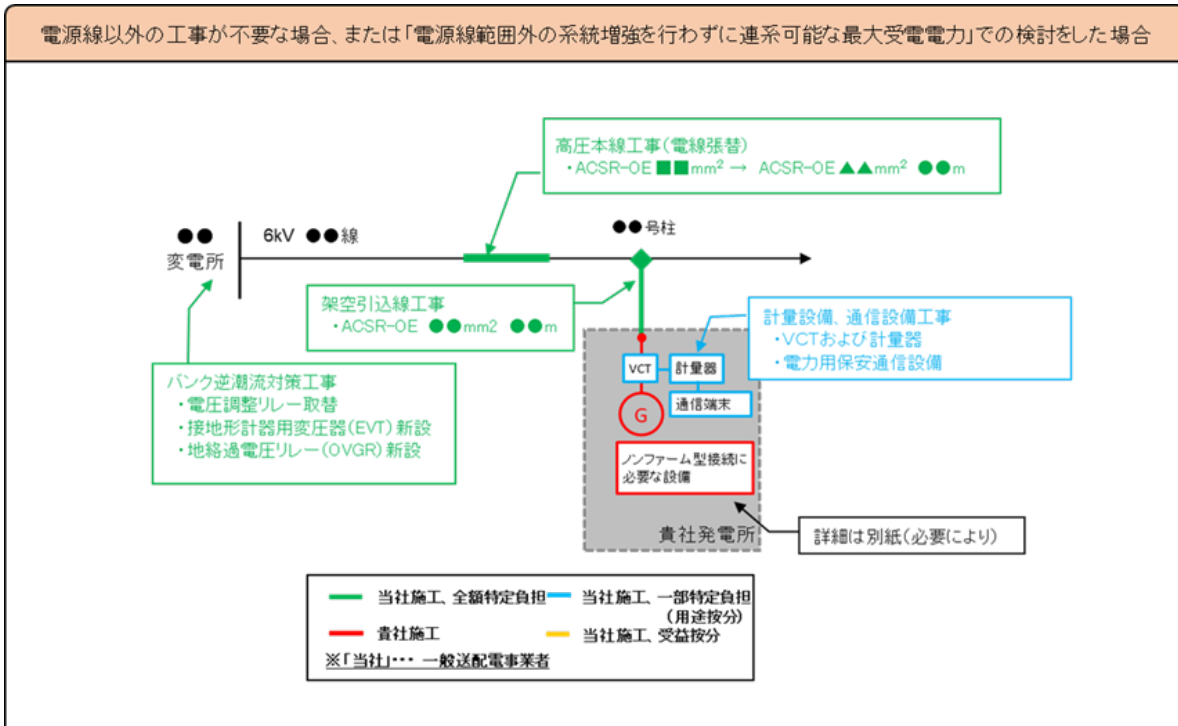 電源線以外の工事が不要な場合、または「電源線範囲外の系統増強を行わずに連系可能な最大受電電力」での検討をした場合
高圧本線工事(電線張替)
・ACSR-OE ■■mm² → ACSR-OE ▲▲mm² ●●m
●●
変電所
6kV ●●線
●●号柱
架空引込線工事
・ACSR-OE ●●mm2 ●●m
計量設備、通信設備工事
・VCTおよび計量器
・電力用保安通信設備
バンク逆潮流対策工事
・電圧調整リレー取替
・接地形計器用変圧器(EVT)新設
・地絡過電圧リレー(OVGR)新設
VCT
計量器
通信端末
G
ノンファーム型接続に
必要な設備
貴社発電所
詳細は別紙(必要により)
当社施工、全額特定負担
当社施工、一部特定負担
(用途按分)
貴社施工
当社施工、受益按分
※「当社」・・・ 一般送配電事業者